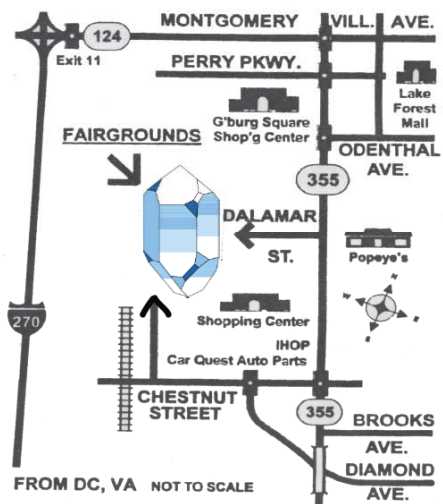 MONTGOMERY VILL. AVE.
124
Exit 11
PERRY PKWY.
Lake
Forest
Mall
G'burg Square
Shop'g Center
FAIRGROUNDS
ODENTHAL
AVE.
355
DALAMAR
ST.
Popeye's
270
Shopping Center
IHOP
Car Quest Auto Parts
CHESTNUT
STREET
355
BROOKS
AVE.
DIAMOND
AVE.
FROM DC, VA NOT TO SCALE